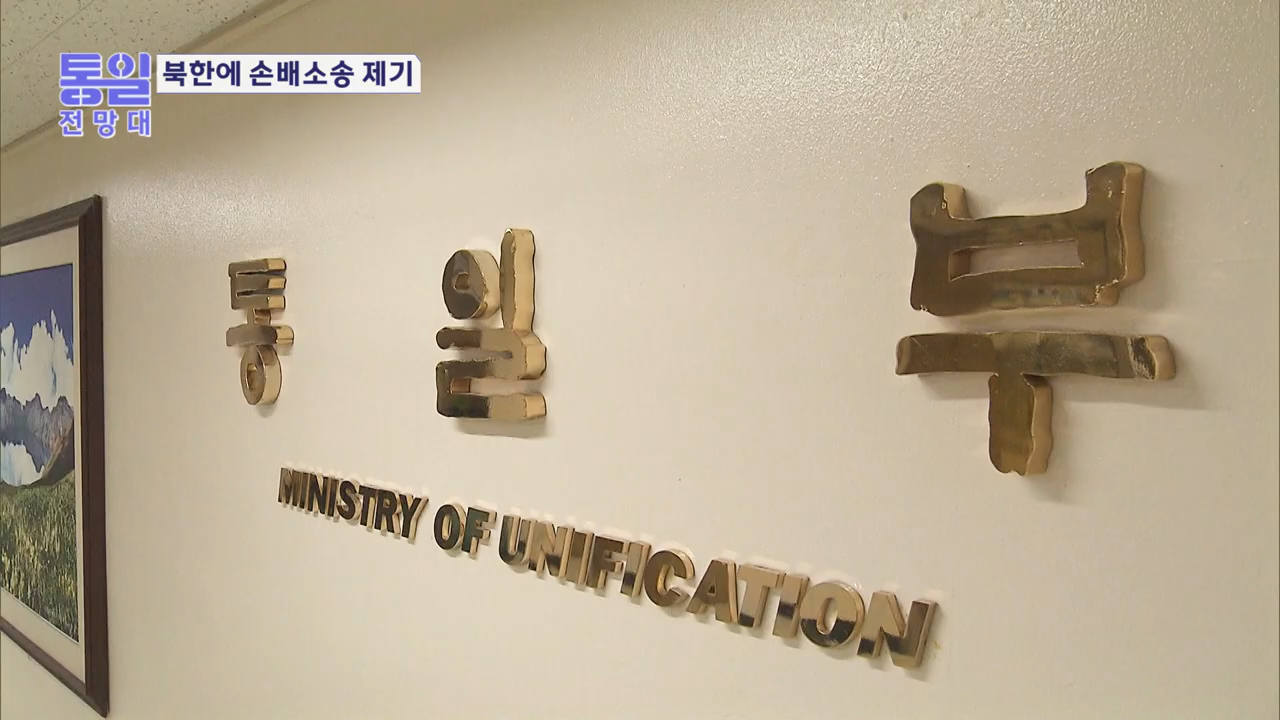 통일
전망대
북한에 손배소송 제기
통 일 부
MINISTRY OF UNIFICATION